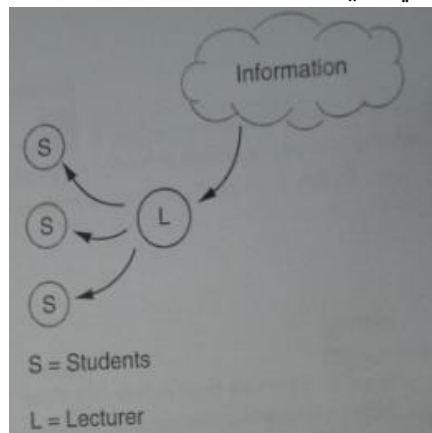 Information
S
S
L
S
S = Students
L = Lecturer